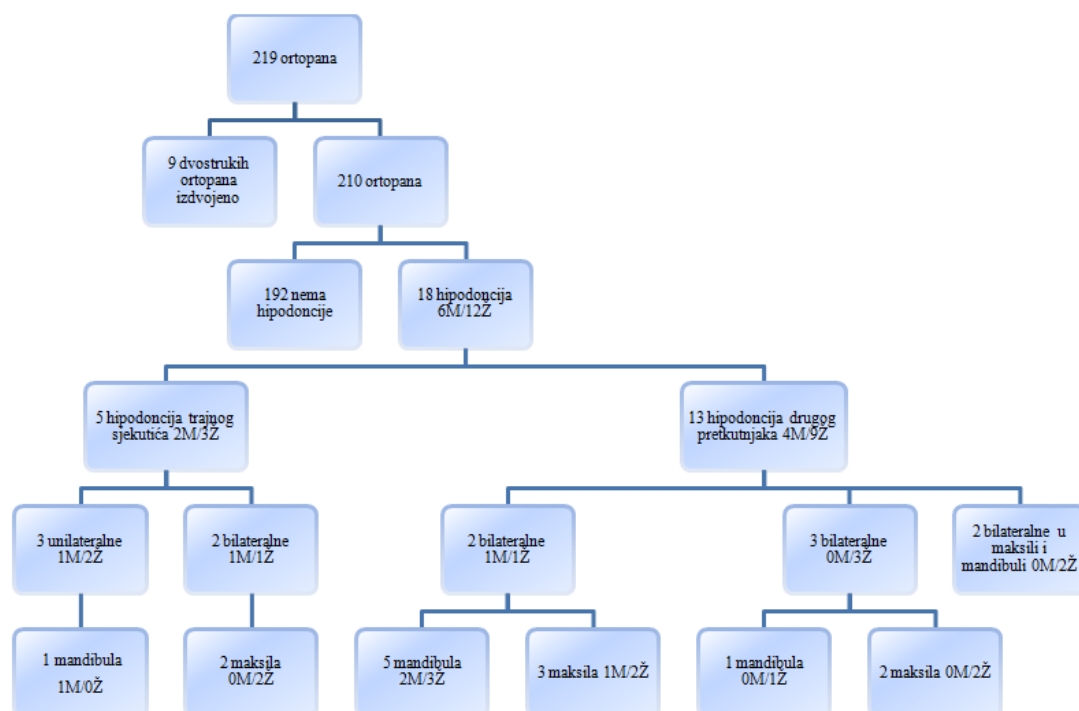 219 ortopana
9 dvostrukih
ortopana
izdvojeno
210 ortopana
192 nema
hipodoncije
18 hipodoncija
6M/12Ž
5 hipodoncija trajnog
sjekutića 2M/3Ž
13 hipodoncija drugog
pretkutnjaka 4M/9Ž
3 unilateralne
1M/2Ž
2 bilateralne
1M/1Ž
2 bilateralne
1M/1Ž
3 bilateralne
0M/3Ž
2 bilateralne u
maksili i
mandibuli 0M/2Ž
1 mandibula
1M/0Ž
2 maksila
0M/2Ž
5 mandibula
2M/3Ž
3 maksila 1M/2Ž
1 mandibula
0M/1Ž
2 maksila 0M/2Ž